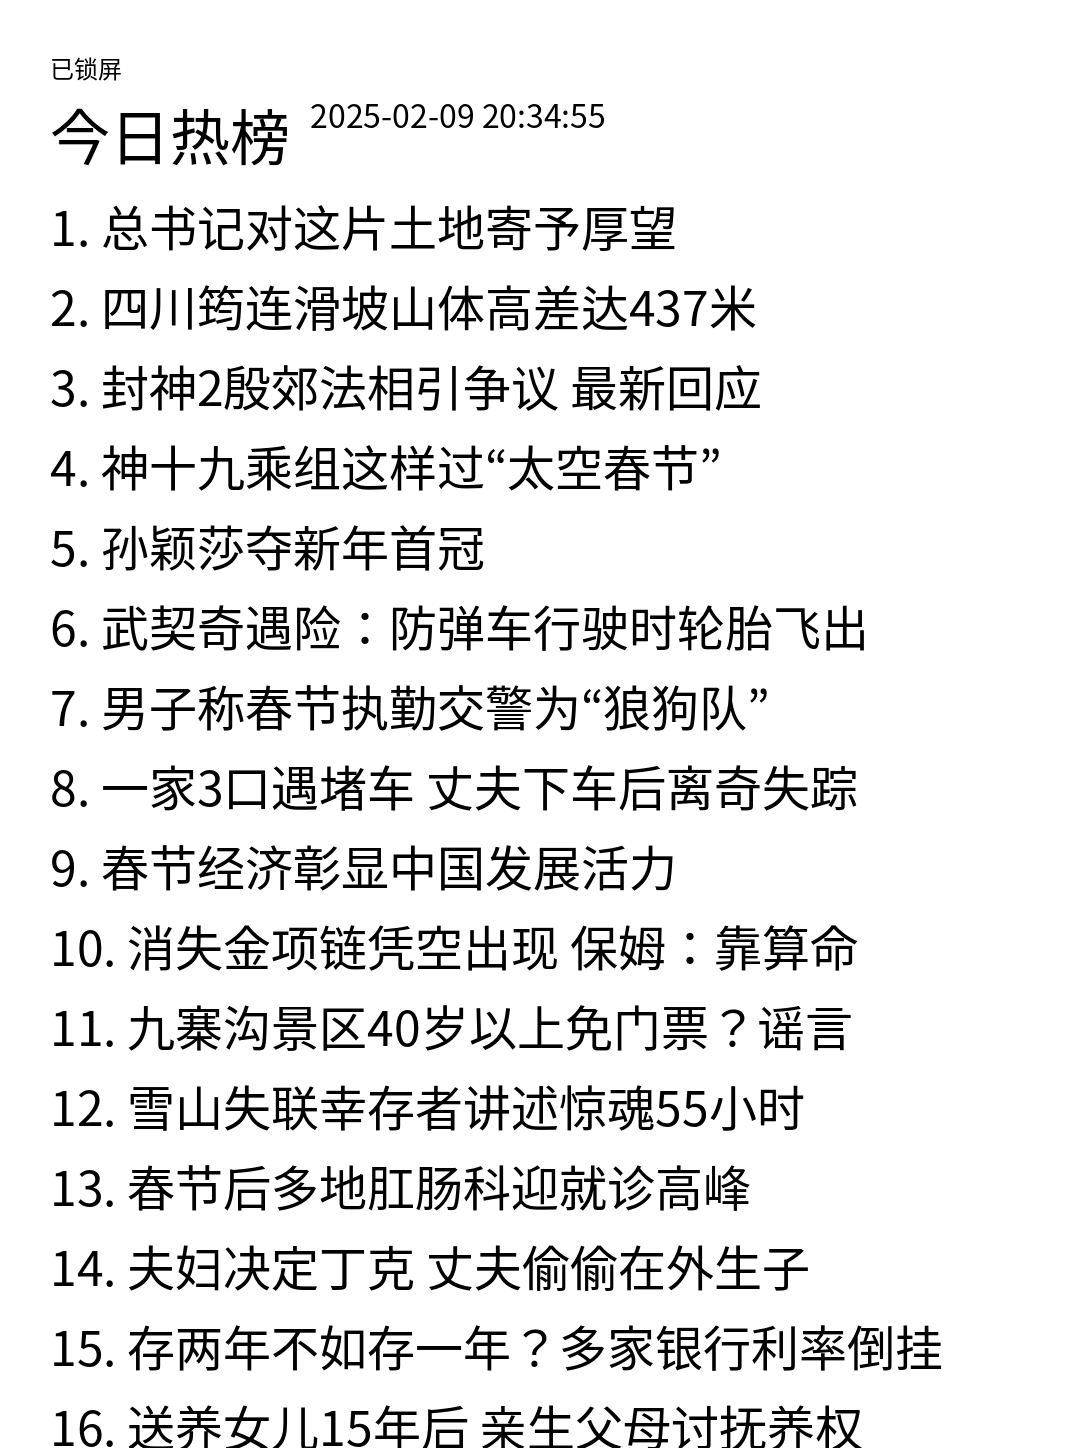 已锁屏
今日热榜 2025-02-09 20:34:55
1. 总书记对这片土地寄予厚望
2. 四川筠连滑坡山体高差达437米
3. 封神2殷郊法相引争议 最新回应
4. 神十九乘组这样过“太空春节”
5. 孙颖莎夺新年首冠
6. 武契奇遇险：防弹车行驶时轮胎飞出
7. 男子称春节执勤交警为“狼狗队”
8. 一家3口遇堵车 丈夫下车后离奇失踪
9. 春节经济彰显中国发展活力
10. 消失金项链凭空出现 保姆：靠算命
11. 九寨沟景区40岁以上免门票？谣言
12. 雪山失联幸存者讲述惊魂55小时
13. 春节后多地肛肠科迎就诊高峰
14. 夫妇决定丁克 丈夫偷偷在外生子
15. 存两年不如存一年？多家银行利率倒挂
16. 送养女儿15年后 亲生父母讨抚养权